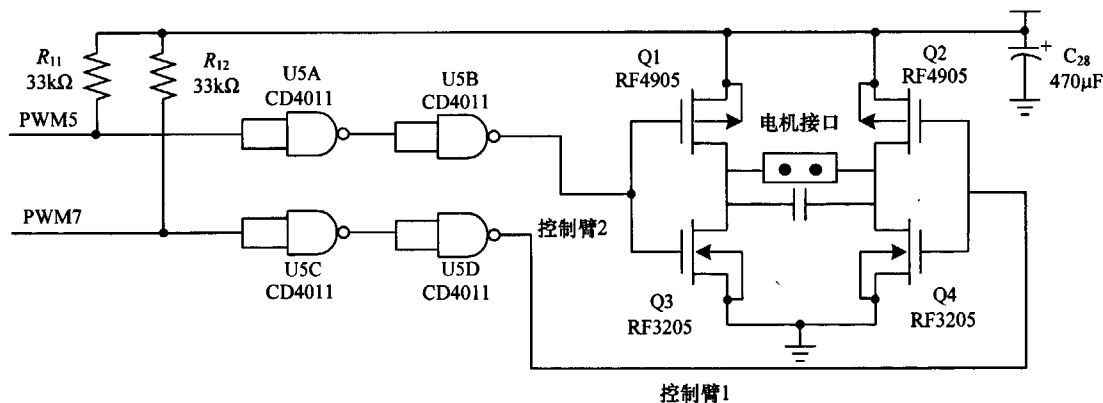 R11
33kΩ
R12
33kΩ
U5A
CD4011
U5B
CD4011
PWM5
PWM7
U5C
CD4011
U5D
CD4011
控制臂2
控制臂1
Q1
RF4905
Q2
RF4905
电机接口
Q3
RF3205
Q4
RF3205
+
C28
470μF